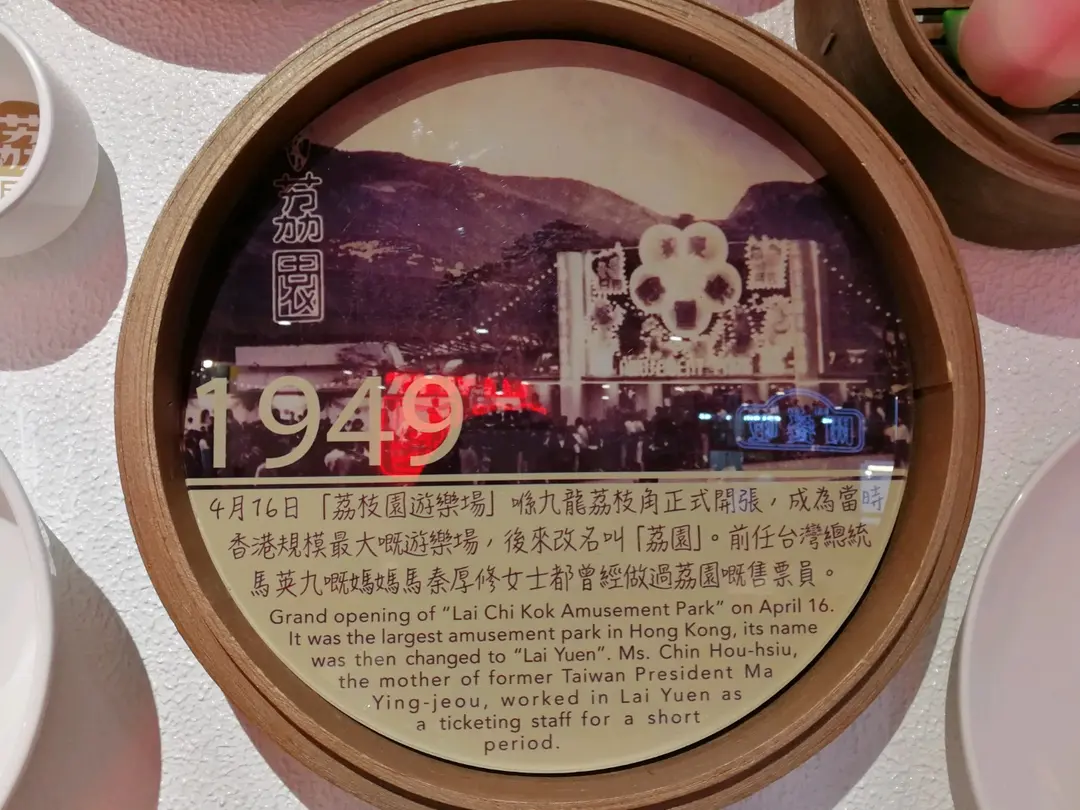 荔園
AMUSEMENT
1949
4月16日「荔枝園遊樂場」喺九龍荔枝角正式開張，成為當時
香港規模最大嘅遊樂場，後來改名叫「荔園」。前任台灣總統
馬英九嘅媽媽馬秦厚修女士都曾經做過荔園嘅售票員。
Grand opening of “Lai Chi Kok Amusement Park” on April 16.
It was the largest amusement park in Hong Kong, its name
was then changed to “Lai Yuen”. Ms. Chin Hou-hsiu,
the mother of former Taiwan President Ma
Ying-jeou, worked in Lai Yuen as
a ticketing staff for a short
period.